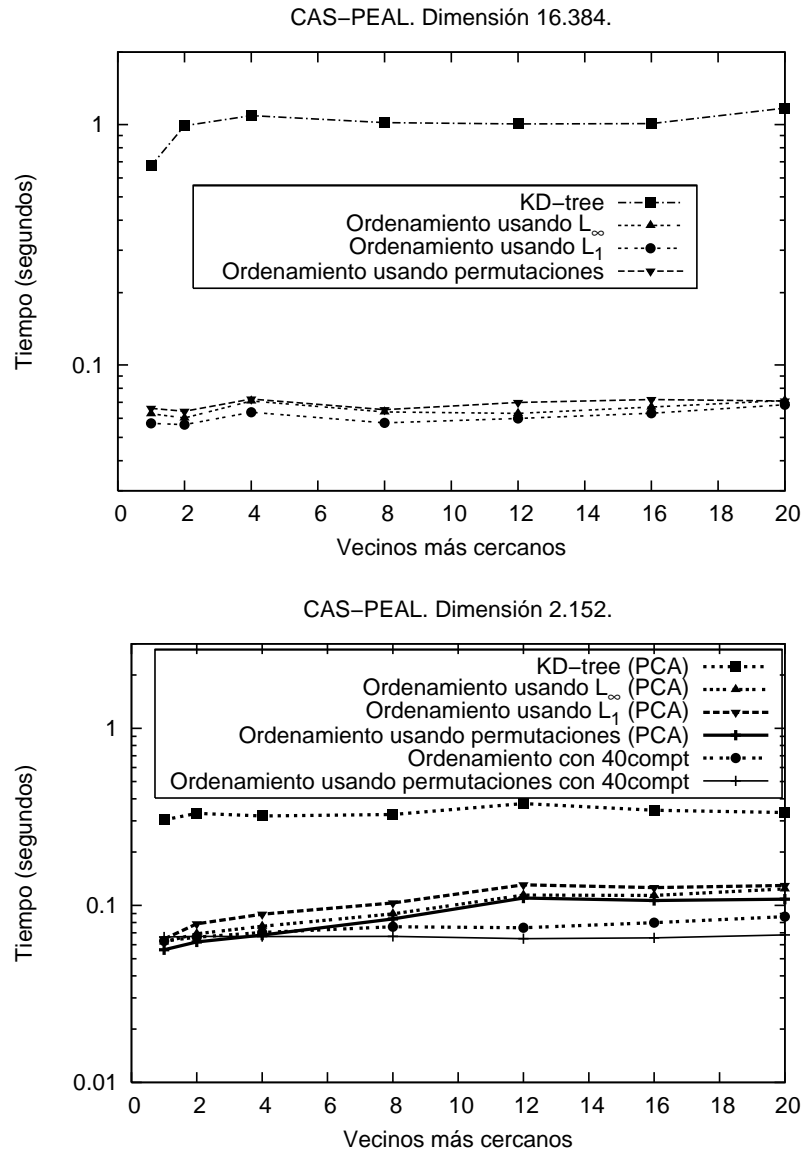 CAS−PEAL. Dimensión 16.384.
1
0.1
Tiempo (segundos)
KD−tree
Ordenamiento usando L∞
Ordenamiento usando L1
Ordenamiento usando permutaciones
0 2 4 6 8 10 12 14 16 18 20
Vecinos más cercanos
CAS−PEAL. Dimensión 2.152.
1
0.1
0.01
Tiempo (segundos)
KD−tree (PCA)
Ordenamiento usando L∞ (PCA)
Ordenamiento usando L1 (PCA)
Ordenamiento usando permutaciones (PCA)
Ordenamiento con 40compt
Ordenamiento usando permutaciones con 40compt
0 2 4 6 8 10 12 14 16 18 20
Vecinos más cercanos